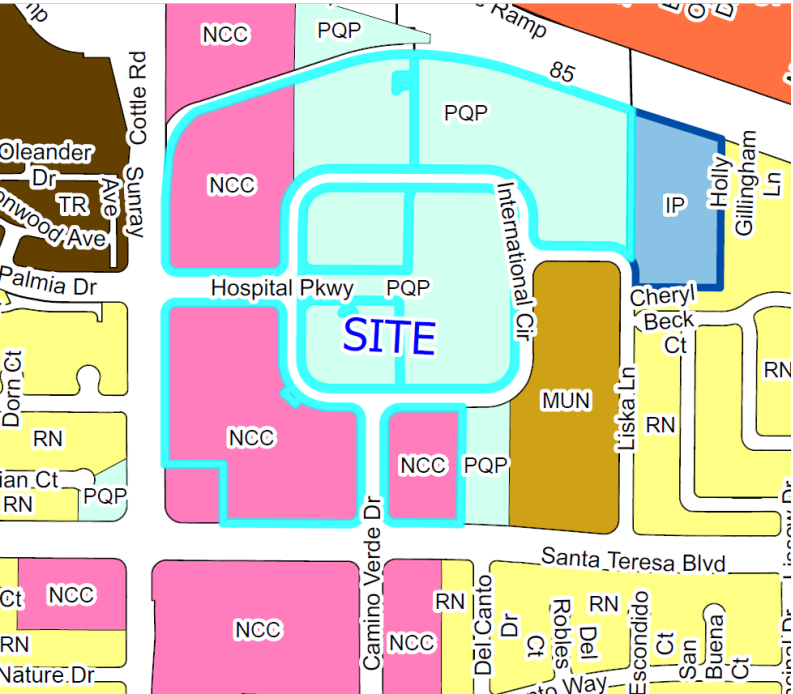 Ramp
NCC
PQP
85
Cottle Rd
PQP
Oleander
Dr
Sunray
Ave
TR
Ave
NCC
IP
Holly
Gillingham
Ln
International Cir
Palmia Dr
Hospital Pkwy
PQP
Cheryl
Beck
Ct
SITE
Dorn Ct
MUN
Liska Ln
RN
RN
RN
NCC
NCC
PQP
PQP
RN
Camino Verde Dr
Santa Teresa Blvd
Ct
NCC
NCC
NCC
RN
Del Canto
Dr
RN
Robles
Del
Ct
Escondido
Ct
San
Buena
Ct
RN
Nature Dr
Way